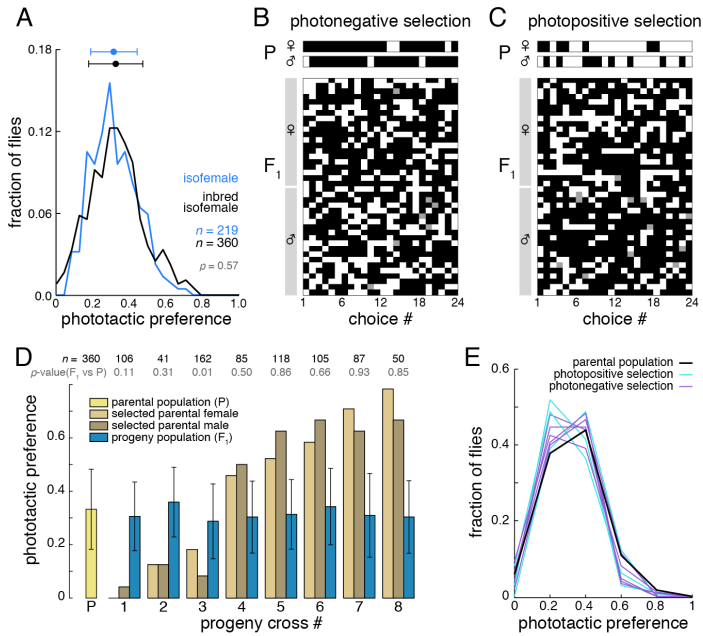 A
0.18
0.12
0.06
0.0
fraction of flies
isofemale
inbred
isofemale
n = 219
n = 360
p = 0.57
0.2 0.4 0.6 0.8 1.0
phototactic preference
B
photonegative selection
P
♀
♂
♀
F1
♂
1 6 12 18 24
choice #
C
photopositive selection
P
♀
♂
♀
F1
♂
1 6 12 18 24
choice #
D
n = 360 106 41 162 85 118 105 87 50
p-value(F1 vs P) 0.11 0.31 0.01 0.50 0.86 0.66 0.93 0.85
parental population (P)
selected parental female
selected parental male
progeny population (F1)
phototactic preference
0.6
0.4
0.2
0
P 1 2 3 4 5 6 7 8
progeny cross #
E
parental population
photopositive selection
photonegative selection
fraction of flies
0.6
0.4
0.2
0
0 0.2 0.4 0.6 0.8 1
phototactic preference